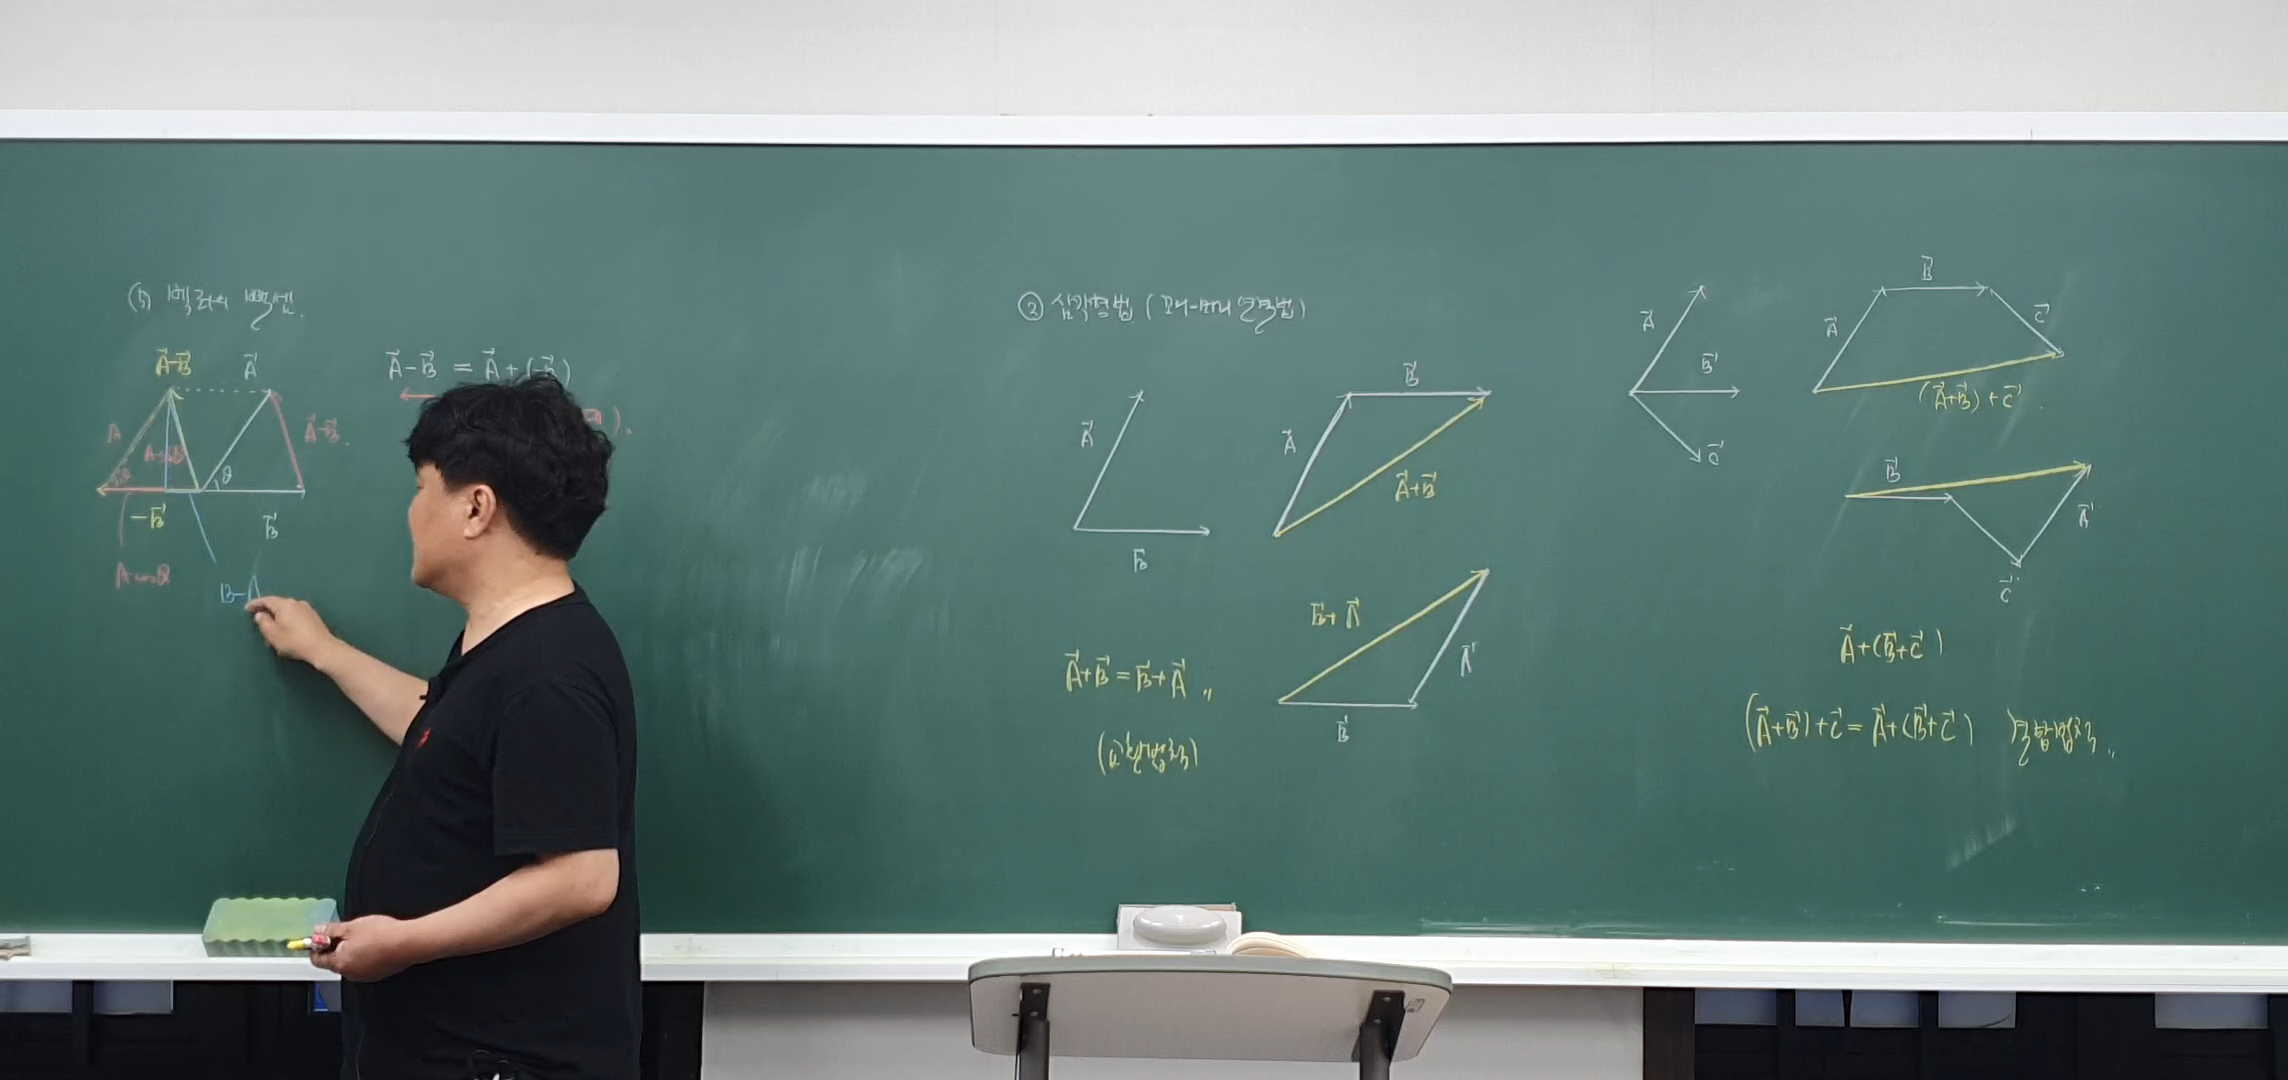 (5) 벡터의 뺄셈.
A⃗-B⃗
A⃗
A⃗-B⃗ = A⃗+(-B⃗)
A
A⃗-B⃗.
θ
θ
-B⃗
B⃗
A cosθ
B-A
② 삼각형법 (꼬리-머리 연결법)
A⃗
B⃗
B⃗
A⃗
A⃗+B⃗
B⃗+A⃗
A⃗
B⃗
A⃗+B⃗=B⃗+A⃗〃
(교환법칙)
A⃗
B⃗
C⃗
B⃗
A⃗
C⃗
(A⃗+B⃗)+C⃗.
B⃗
A⃗
C⃗
A⃗+(B⃗+C⃗)
(A⃗+B⃗)+C⃗=A⃗+(B⃗+C⃗) 결합법칙〃